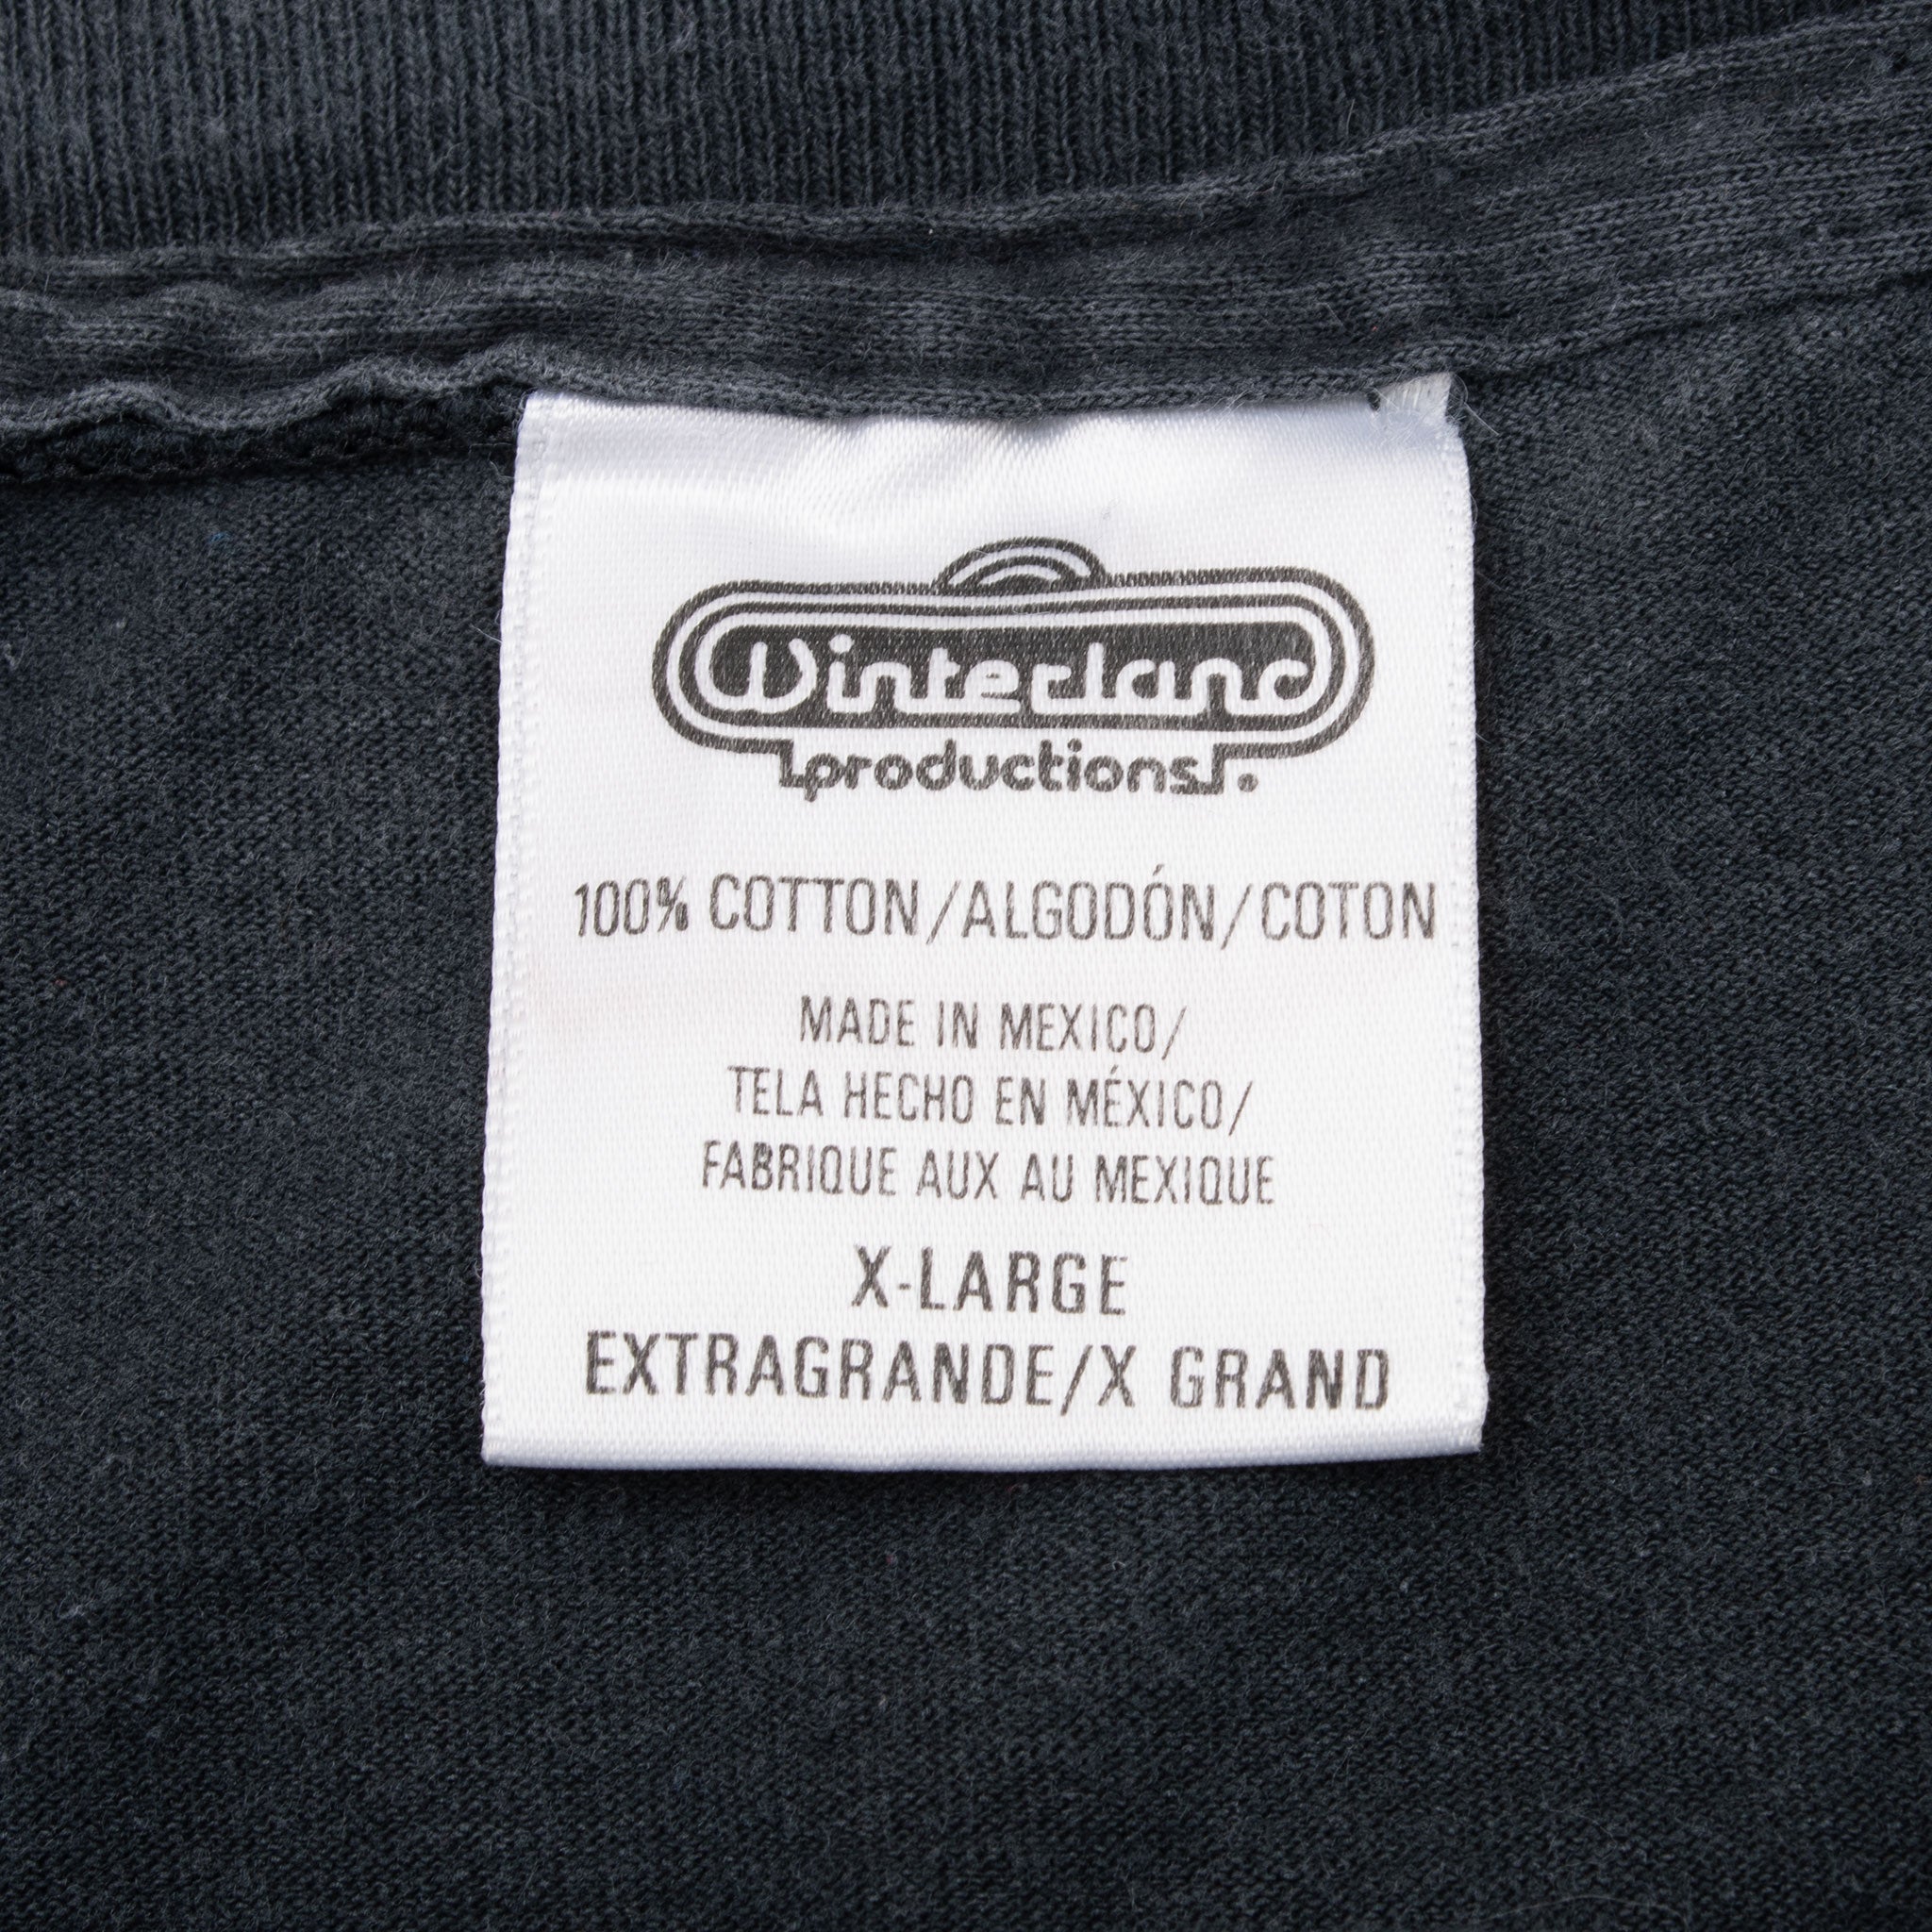 Winterland
productions.
100% COTTON/ALGODÓN/COTON
MADE IN MEXICO/
TELA HECHO EN MÉXICO/
FABRIQUE AUX AU MEXIQUE
X-LARGE
EXTRAGRANDE/X GRAND